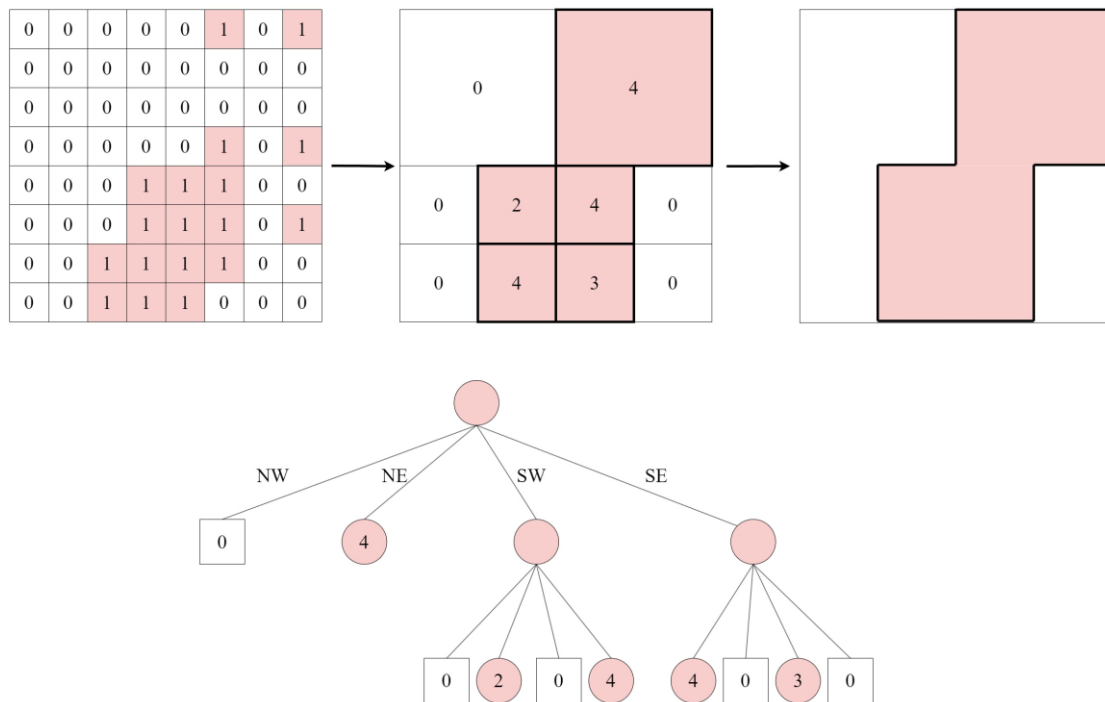 0 0 0 0 0 1 0 1
0 0 0 0 0 0 0 0
0 0 0 0 0 0 0 0
0 0 0 0 0 1 0 1
0 0 0 1 1 1 0 0
0 0 0 1 1 1 0 1
0 0 1 1 1 1 0 0
0 0 1 1 1 0 0 0
0 4
0 2 4 0
0 4 3 0
NW NE SW SE
0 4
0 2 0 4 4 0 3 0